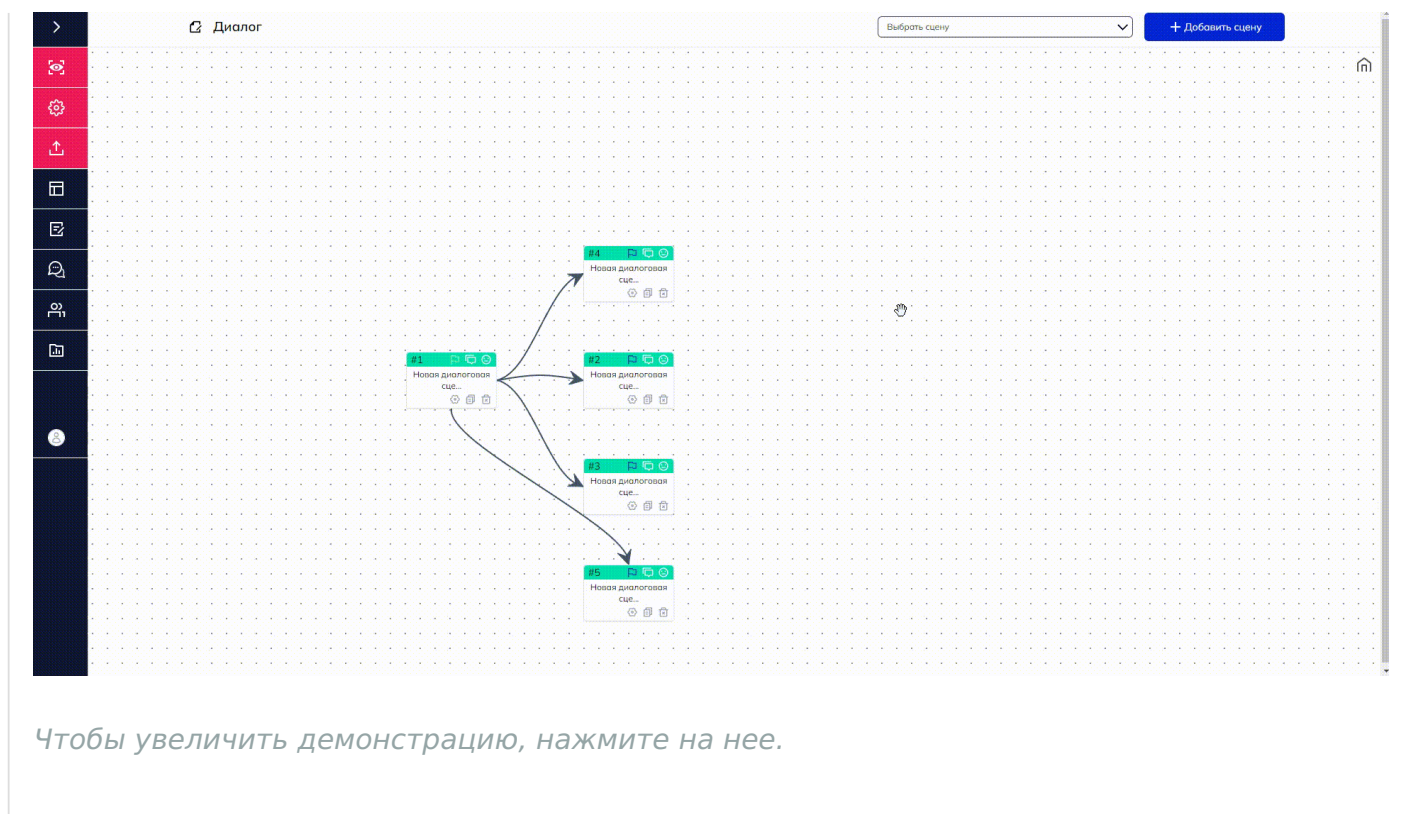 Диалог
Выбрать сцену
+ Добавить сцену
#4
Новая диалоговая
сце...
#1
Новая диалоговая
сце...
#2
Новая диалоговая
сце...
#3
Новая диалоговая
сце...
#5
Новая диалоговая
сце...
Чтобы увеличить демонстрацию, нажмите на нее.